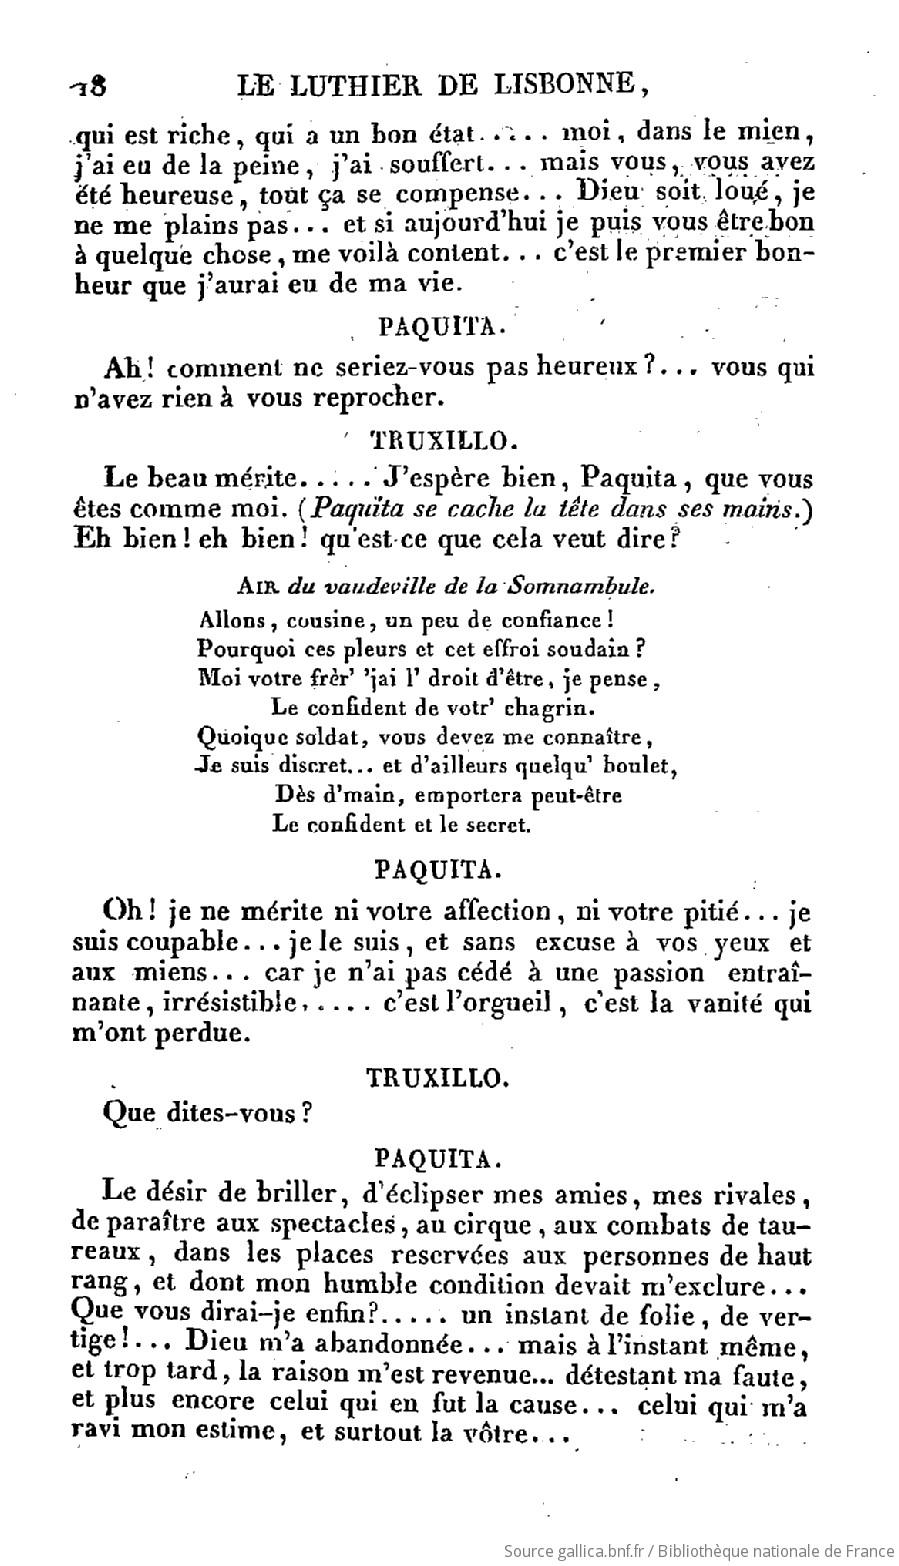 18 LE LUTHIER DE LISBONNE,
qui est riche, qui a un bon état..... moi, dans le mien,
j'ai eu de la peine, j'ai souffert... mais vous, vous avez
été heureuse, tout ça se compense... Dieu soit loué, je
ne me plains pas... et si aujourd'hui je puis vous être bon
à quelque chose, me voilà content... c'est le premier bon-
heur que j'aurai eu de ma vie.
PAQUITA.
Ah! comment ne seriez-vous pas heureux?... vous qui
n'avez rien à vous reprocher.
TRUXILLO.
Le beau mérite..... J'espère bien, Paquita, que vous
êtes comme moi. (Paquita se cache la tête dans ses mains.)
Eh bien! eh bien! qu'est-ce que cela veut dire?
AIR du vaudeville de la Somnambule.
Allons, cousine, un peu de confiance!
Pourquoi ces pleurs et cet effroi soudain?
Moi votre frèr' 'jai l' droit d'être, je pense,
Le confident de votr' chagrin.
Quoique soldat, vous devez me connaître,
Je suis discret... et d'ailleurs quelqu' boulet,
Dès d'main, emportera peut-être
Le confident et le secret.
PAQUITA.
Oh! je ne mérite ni votre affection, ni votre pitié... je
suis coupable... je le suis, et sans excuse à vos yeux et
aux miens... car je n'ai pas cédé à une passion entraî-
nante, irrésistible..... c'est l'orgueil, c'est la vanité qui
m'ont perdue.
TRUXILLO.
Que dites-vous?
PAQUITA.
Le désir de briller, d'éclipser mes amies, mes rivales,
de paraître aux spectacles, au cirque, aux combats de tau-
reaux, dans les places reservées aux personnes de haut
rang, et dont mon humble condition devait m'exclure...
Que vous dirai-je enfin?..... un instant de folie, de ver-
tige!... Dieu m'a abandonnée... mais à l'instant même,
et trop tard, la raison m'est revenue... détestant ma faute,
et plus encore celui qui en fut la cause... celui qui m'a
ravi mon estime, et surtout la vôtre...
Source gallica.bnf.fr / Bibliothèque nationale de France